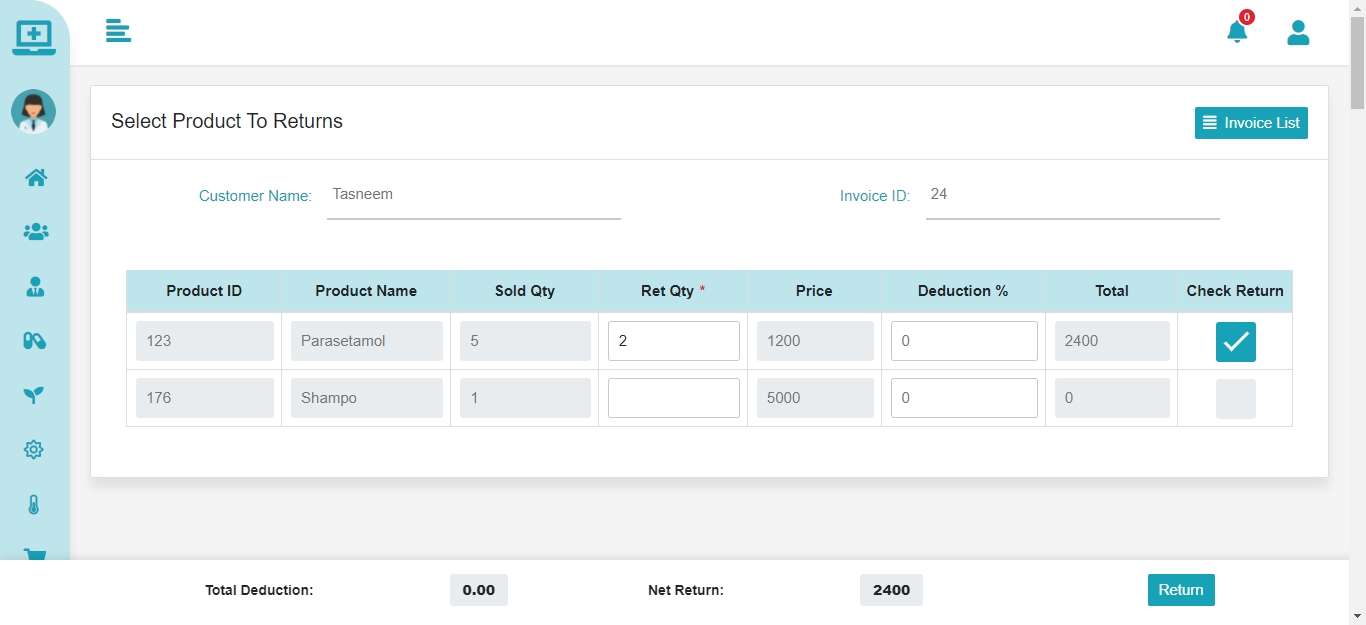 0
Select Product To Returns
Invoice List
Customer Name: Tasneem Invoice ID: 24
Product ID Product Name Sold Qty Ret Qty * Price Deduction % Total Check Return
123 Parasetamol 5 2 1200 0 2400
176 Shampo 1 5000 0 0
Total Deduction: 0.00 Net Return: 2400 Return